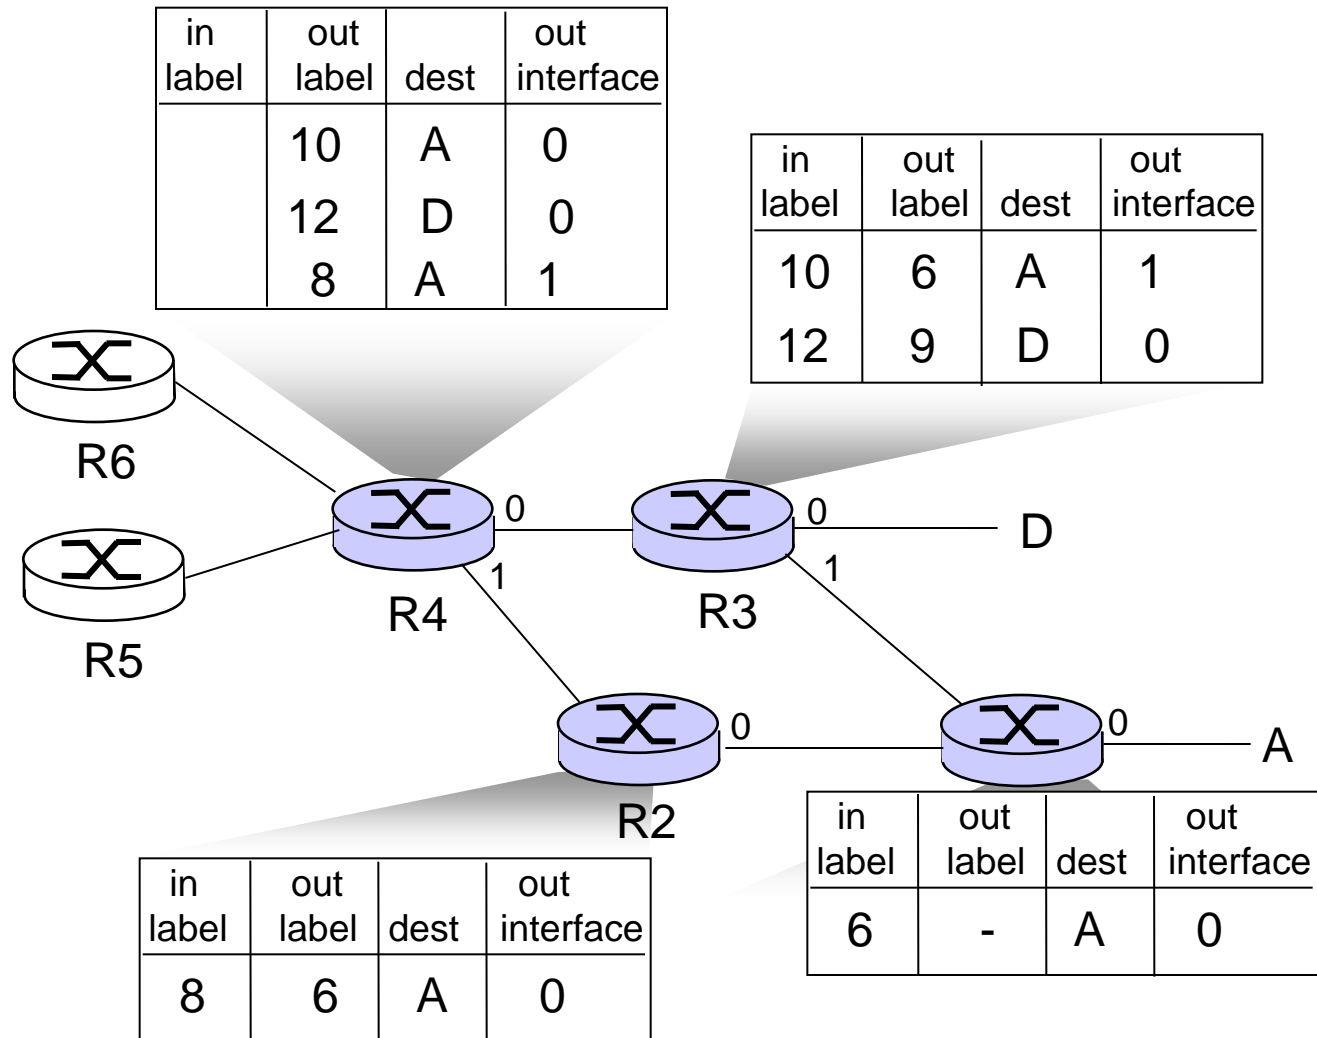 in out out
label label dest interface
10 A 0
12 D 0
8 A 1
in out out
label label dest interface
10 6 A 1
12 9 D 0
R6
0
0
D
1
1
R4
R3
R5
0
0
A
R2
in out out
label label dest interface
6 - A 0
in out out
label label dest interface
8 6 A 0